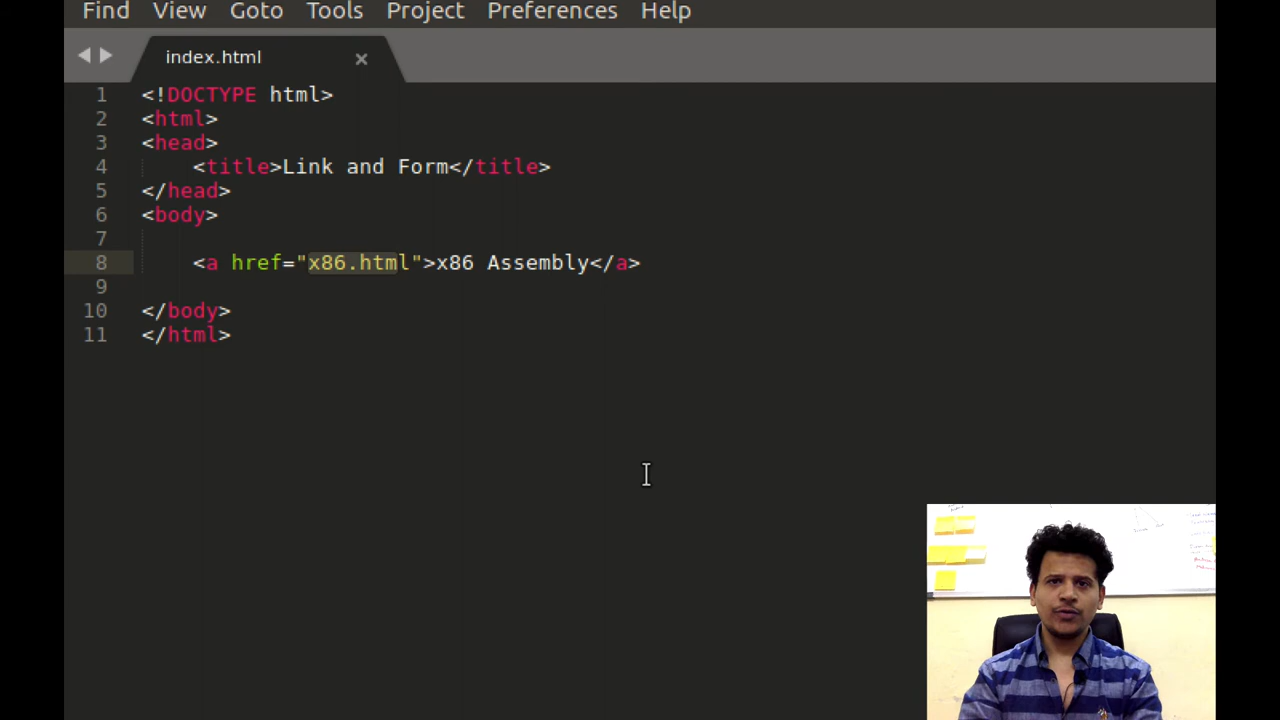 Find View Goto Tools Project Preferences Help
index.html
1 <!DOCTYPE html>
2 <html>
3 <head>
4 <title>Link and Form</title>
5 </head>
6 <body>
7
8 <a href="x86.html">x86 Assembly</a>
9
10 </body>
11 </html>